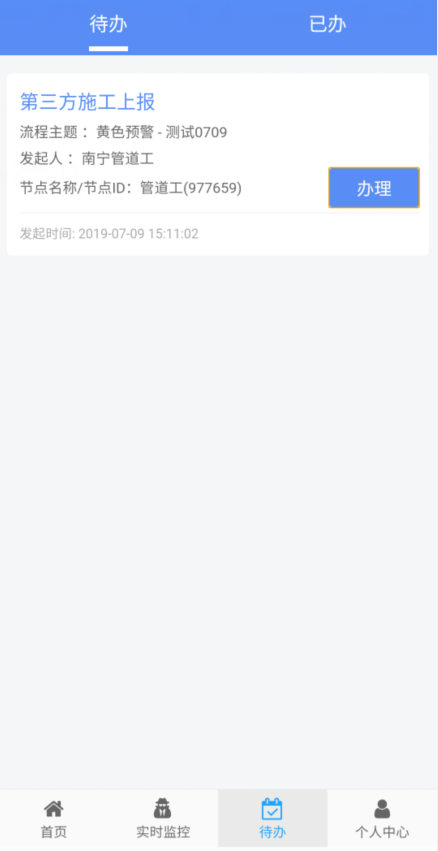 待办 已办
第三方施工上报
流程主题： 黄色预警 - 测试0709
发起人： 南宁管道工
节点名称/节点ID：管道工(977659)
办理
发起时间: 2019-07-09 15:11:02
首页 实时监控 待办 个人中心